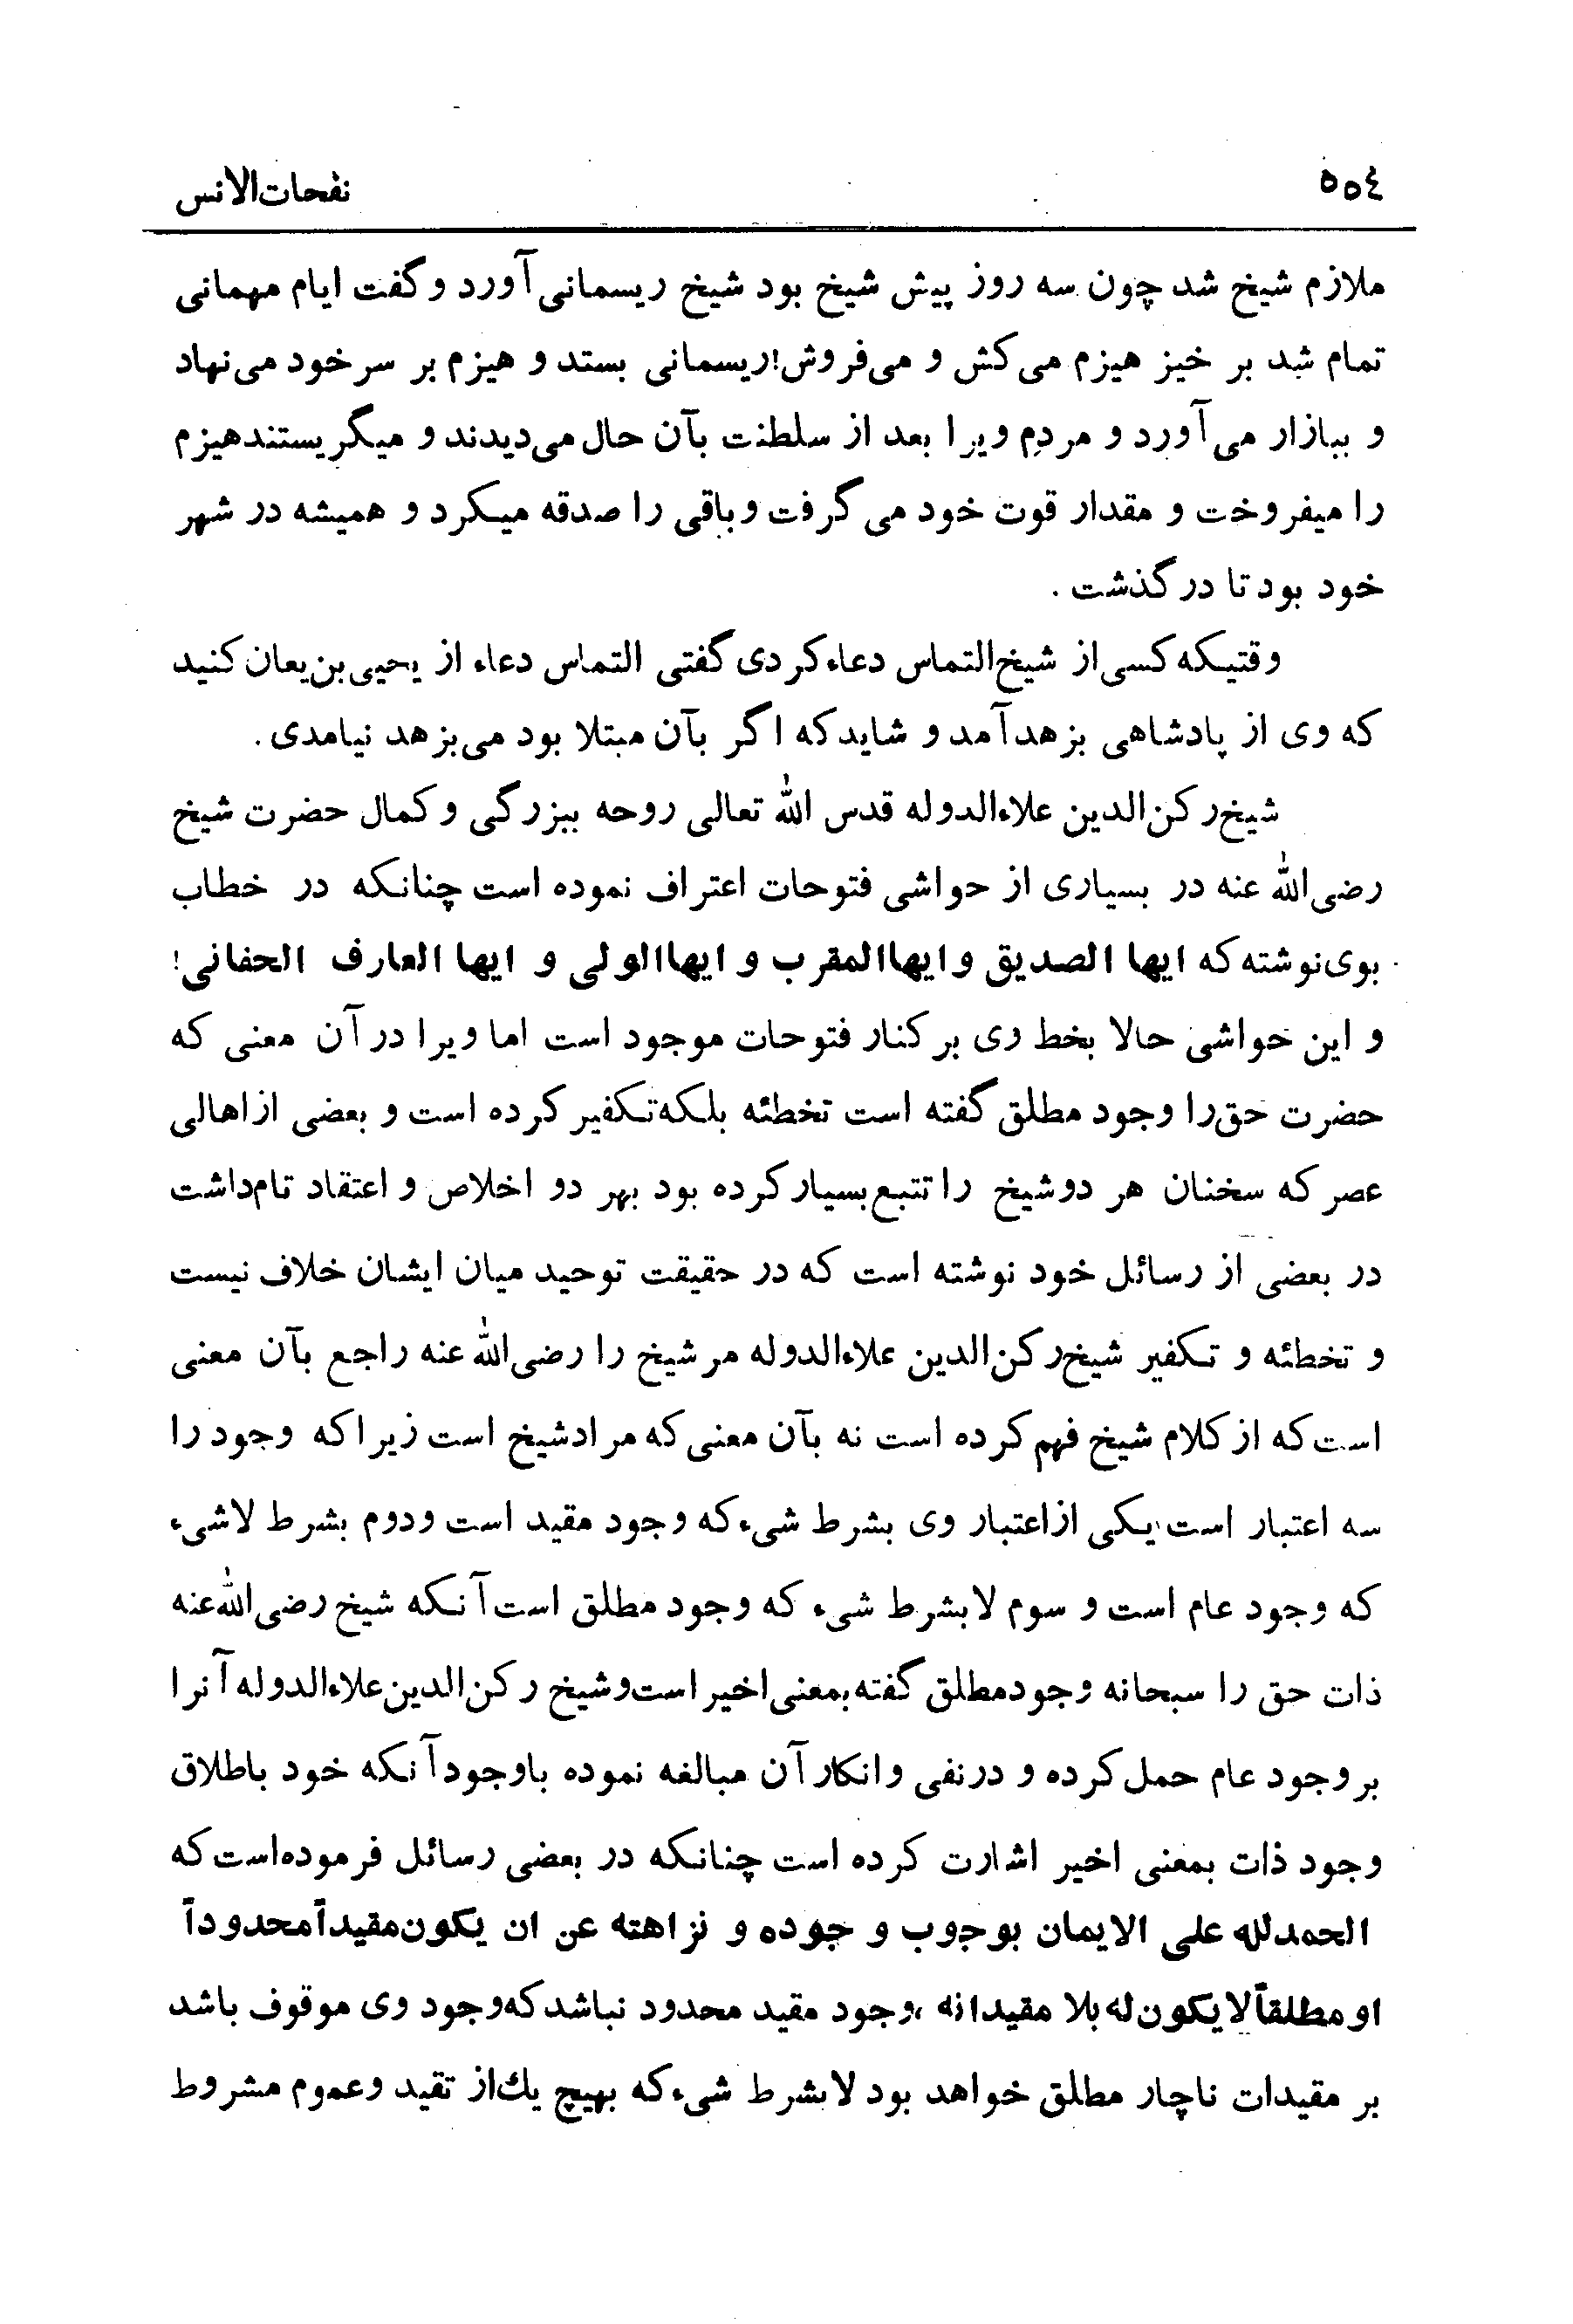 ٥٥٤
نفحات‌الانس
ملازم شیخ شد چون سه روز پیش شیخ بود شیخ ریسمانی آورد و گفت ایام مهمانی
تمام شد بر خیز هیزم می‌کش و می‌فروش! ریسمانی بستد و هیزم بر سر خود می‌نهاد
و ببازار می‌آورد و مردم ویرا بعد از سلطنت بآن حال می‌دیدند و میگریستند هیزم
را میفروخت و مقدار قوت خود می‌گرفت و باقی را صدقه میکرد و همیشه در شهر
خود بود تا درگذشت .
وقتیکه کسی از شیخ التماس دعاء کردی گفتی التماس دعاء از یحیی‌بن‌یعان کنید
که وی از پادشاهی بزهد آمد و شاید که اگر بآن مبتلا بود می‌بزهد نیامدی .
شیخ رکن‌الدین علاءالدوله قدس الله تعالی روحه ببزرگی و کمال حضرت شیخ
رضی‌الله عنه در بسیاری از حواشی فتوحات اعتراف نموده است چنانکه در خطاب
بوی نوشته که ایها الصدیق و ایها المقرب و ایها الولی و ایها العارف الحفانی!
و این حواشی حالا بخط وی بر کنار فتوحات موجود است اما ویرا در آن معنی که
حضرت حق را وجود مطلق گفته است تخطئه بلکه تکفیر کرده است و بعضی از اهالی
عصر که سخنان هر دو شیخ را تتبع بسیار کرده بود بهر دو اخلاص و اعتقاد تام داشت
در بعضی از رسائل خود نوشته است که در حقیقت توحید میان ایشان خلاف نیست
و تخطئه و تکفیر شیخ رکن‌الدین علاءالدوله مر شیخ را رضی‌الله عنه راجع بآن معنی
است که از کلام شیخ فهم کرده است نه بآن معنی که مراد شیخ است زیرا که وجود را
سه اعتبار است یکی از اعتبار وی بشرط شیء که وجود مقید است و دوم بشرط لاشیء
که وجود عام است و سوم لابشرط شیء که وجود مطلق است آنکه شیخ رضی‌الله عنه
ذات حق را سبحانه وجود مطلق گفته بمعنی اخیر است و شیخ رکن‌الدین علاءالدوله آنرا
بر وجود عام حمل کرده و در نفی و انکار آن مبالغه نموده با وجود آنکه خود باطلاق
وجود ذات بمعنی اخیر اشارت کرده است چنانکه در بعضی رسائل فرموده است که
الحمدلله علی الایمان بوجوب وجوده و نزاهته عن ان یکون مقیداً محدوداً
او مطلقاً لا یکون له بلا مقیدانه ، وجود مقید محدود نباشد که وجود وی موقوف باشد
بر مقیدات ناچار مطلق خواهد بود لابشرط شیء که بهیچ یك از تقید و عموم مشروط